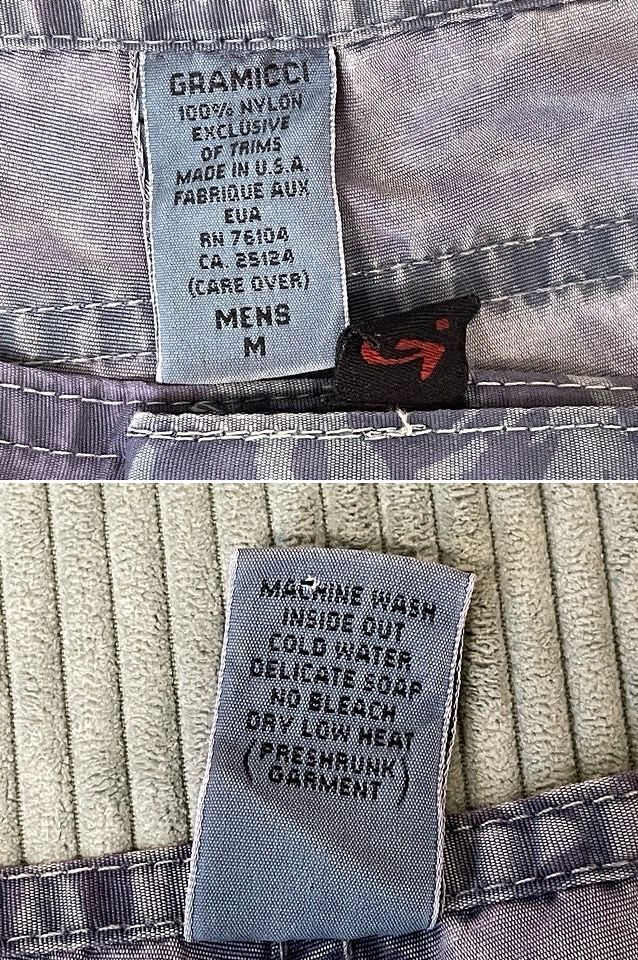 GRAMICCI
100% NYLON
EXCLUSIVE
OF TRIMS
MADE IN U.S.A.
FABRIQUE AUX
EUA
RN 76104
CA. 25124
(CARE OVER)
MENS
M
MACHINE WASH
INSIDE OUT
COLD WATER
DELICATE SOAP
NO BLEACH
DRY LOW HEAT
(PRESHRUNK
GARMENT)